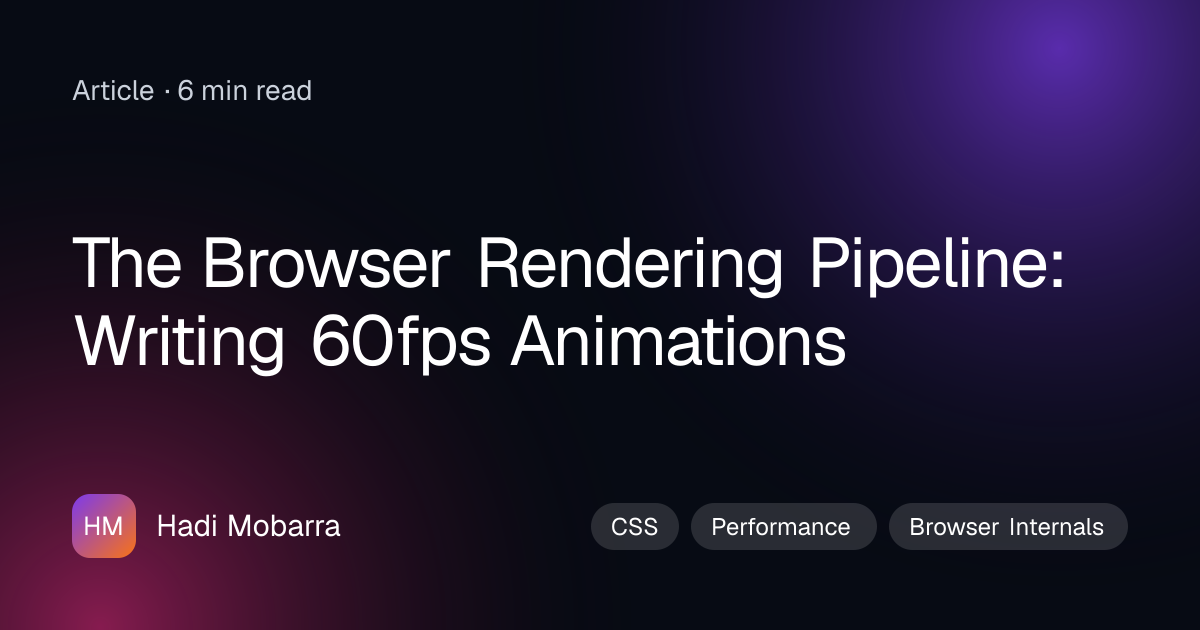 Article · 6 min read
The Browser Rendering Pipeline:
Writing 60fps Animations
HM
Hadi Mobarra
CSS
Performance
Browser Internals